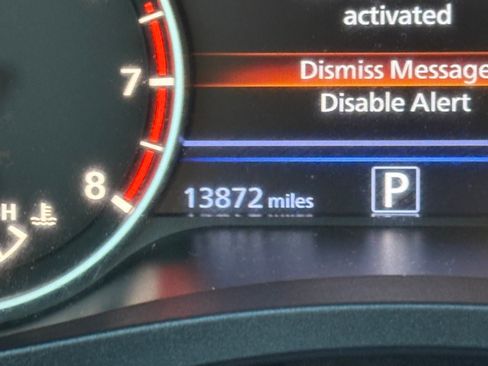 activated
Dismiss Message
Disable Alert
7
8
H
13872 miles
P